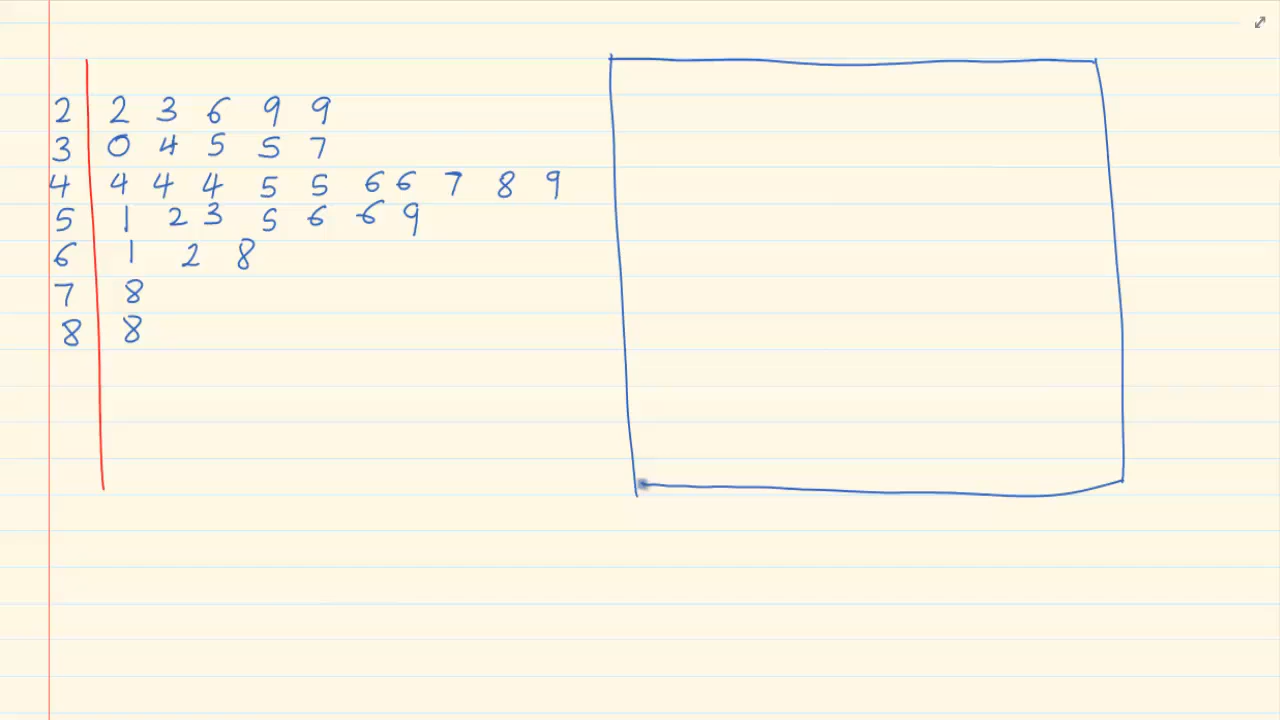 2 2 3 6 9 9
3 0 4 5 5 7
4 4 4 4 5 5 6 6 7 8 9
5 1 2 3 5 6 6 9
6 1 2 8
7 8
8 8